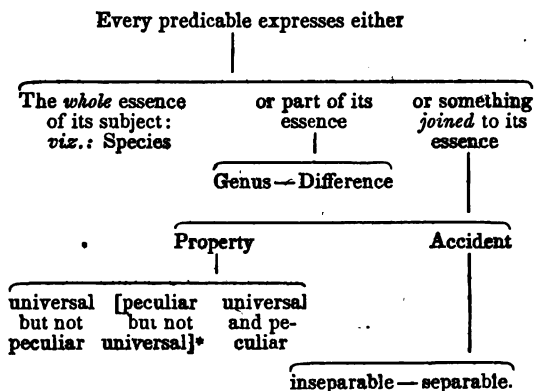 Every predicable expresses either
The whole essence of its subject: viz.: Species
or part of its essence
or something joined to its essence
Genus — Difference
Property
Accident
universal but not peculiar
[peculiar but not universal]*
universal and pe-
culiar
inseparable — separable.